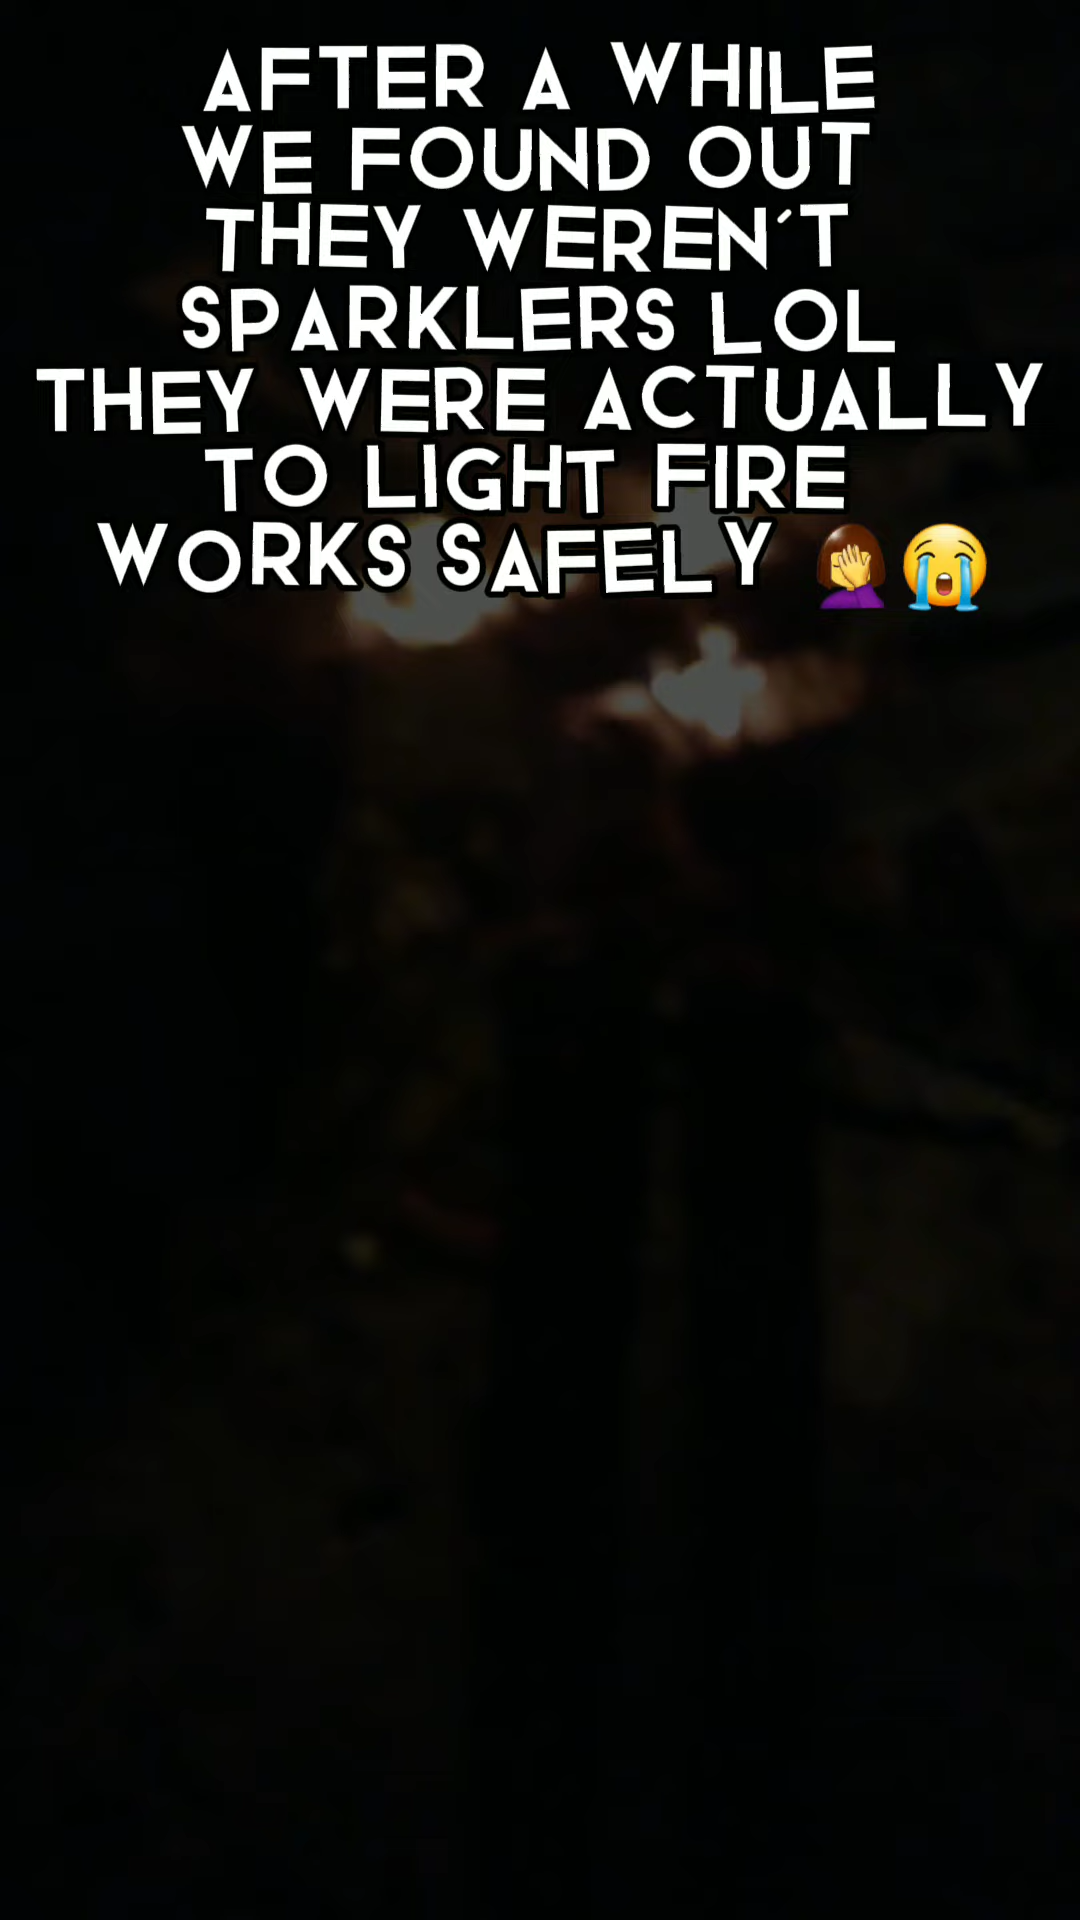 AFTER A WHILE
WE FOUND OUT
THEY WEREN´T
SPARKLERS LOL
THEY WERE ACTUALLY
TO LIGHT FIRE
WORKS SAFELY 🤦‍♀️😭